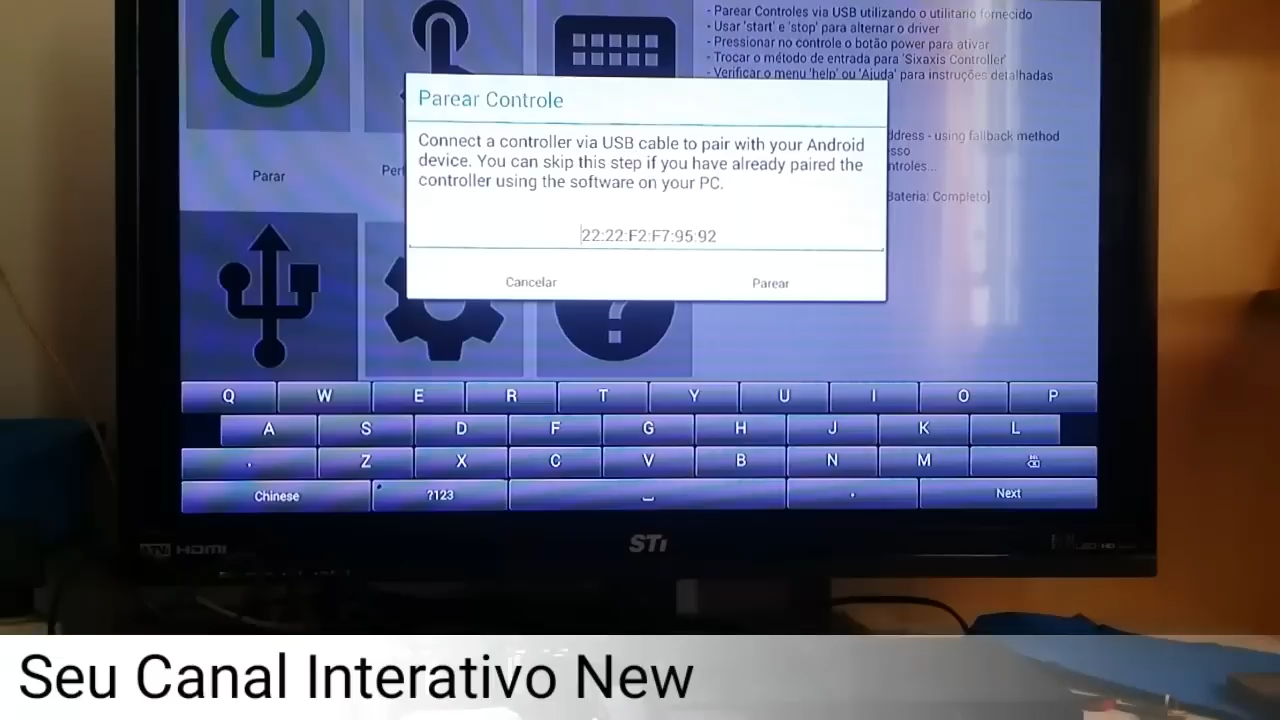 - Parear Controles via USB utilizando o utilitario fornecido
- Usar 'start' e 'stop' para alternar o driver
- Pressionar no controle o botão power para ativar
- Trocar o método de entrada para 'Sixaxis Controller'
- Verificar o menu 'help' ou 'Ajuda' para instruções detalhadas
Parear Controle
Connect a controller via USB cable to pair with your Android
device. You can skip this step if you have already paired the
controller using the software on your PC.
22:22:F2:F7:95:92
Cancelar
Parear
ddress - using fallback method
sso
ntroles...
Bateria: Completo]
Parar
Per
Q W E R T Y U I O P
A S D F G H J K L
. Z X C V B N M
Chinese ?123 . Next
HDMI
STi
Seu Canal Interativo New